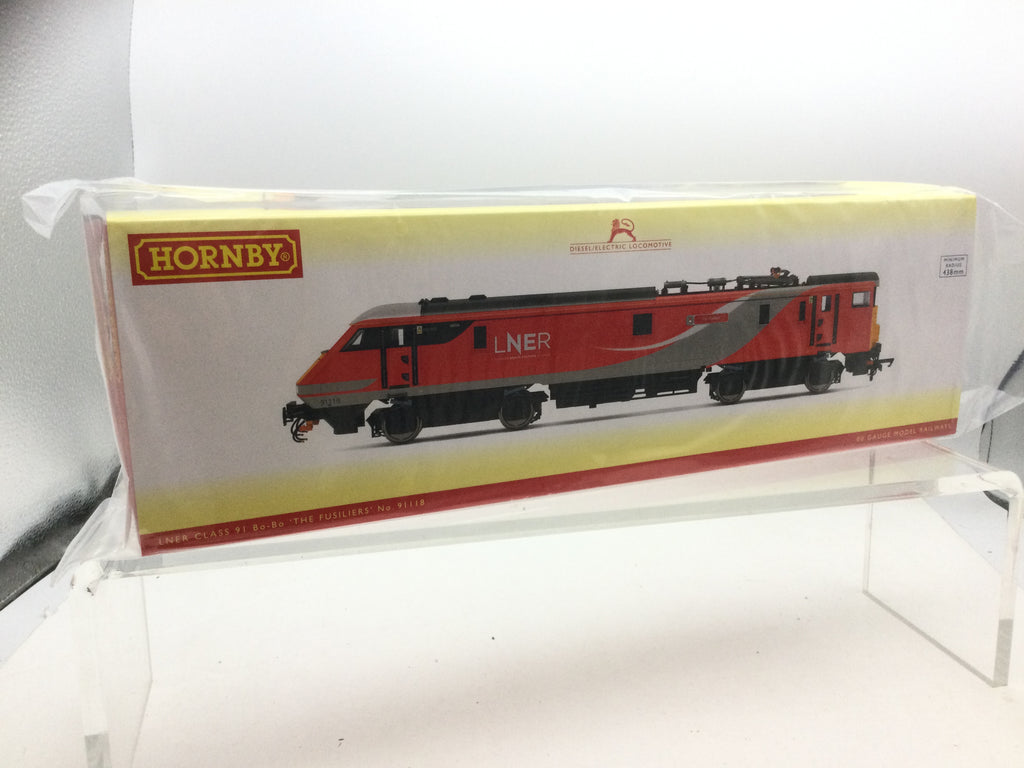 HORNBY®
DIESEL/ELECTRIC LOCOMOTIVE
MINIMUM
RADIUS
438mm
LNER
91118
00 GAUGE MODEL RAILWAYS
LNER CLASS 91 Bo-Bo 'THE FUSILIERS' No. 91118